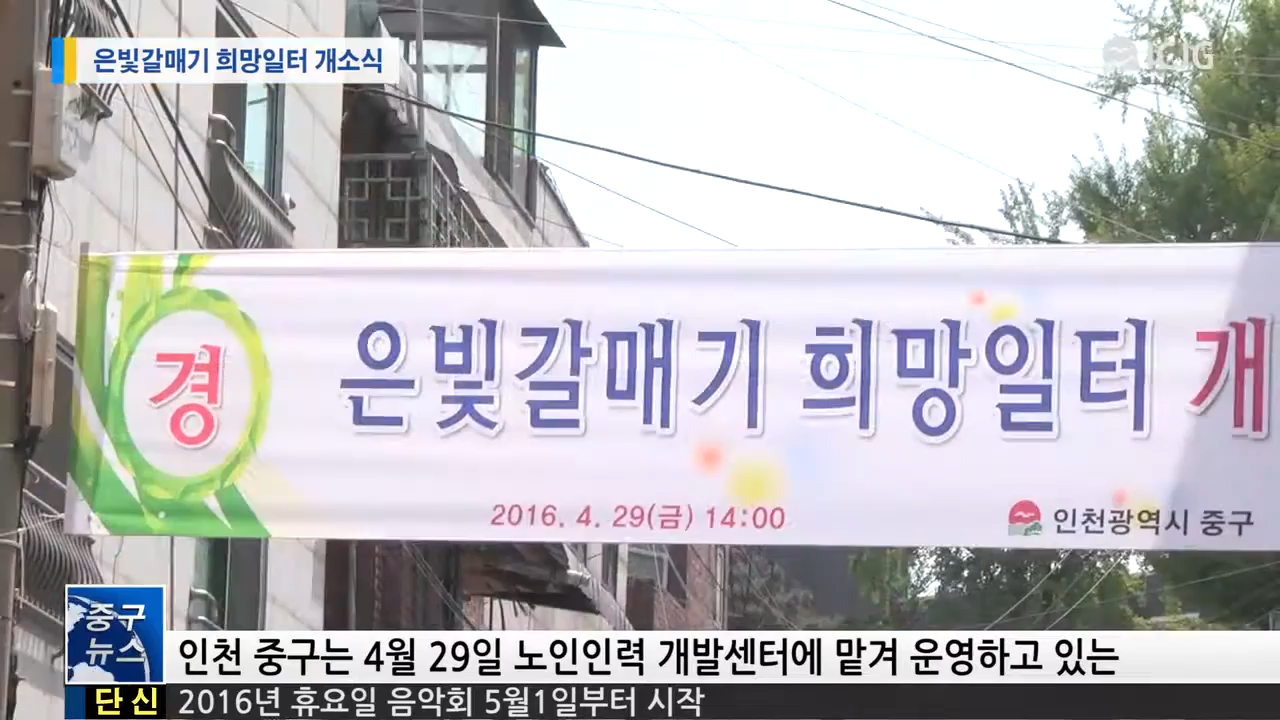 은빛갈매기 희망일터 개소식
ICJG
경
은빛갈매기 희망일터 개
2016. 4. 29(금) 14:00
인천광역시 중구
중구
뉴스
인천 중구는 4월 29일 노인인력 개발센터에 맡겨 운영하고 있는
단신
2016년 휴요일 음악회 5월1일부터 시작